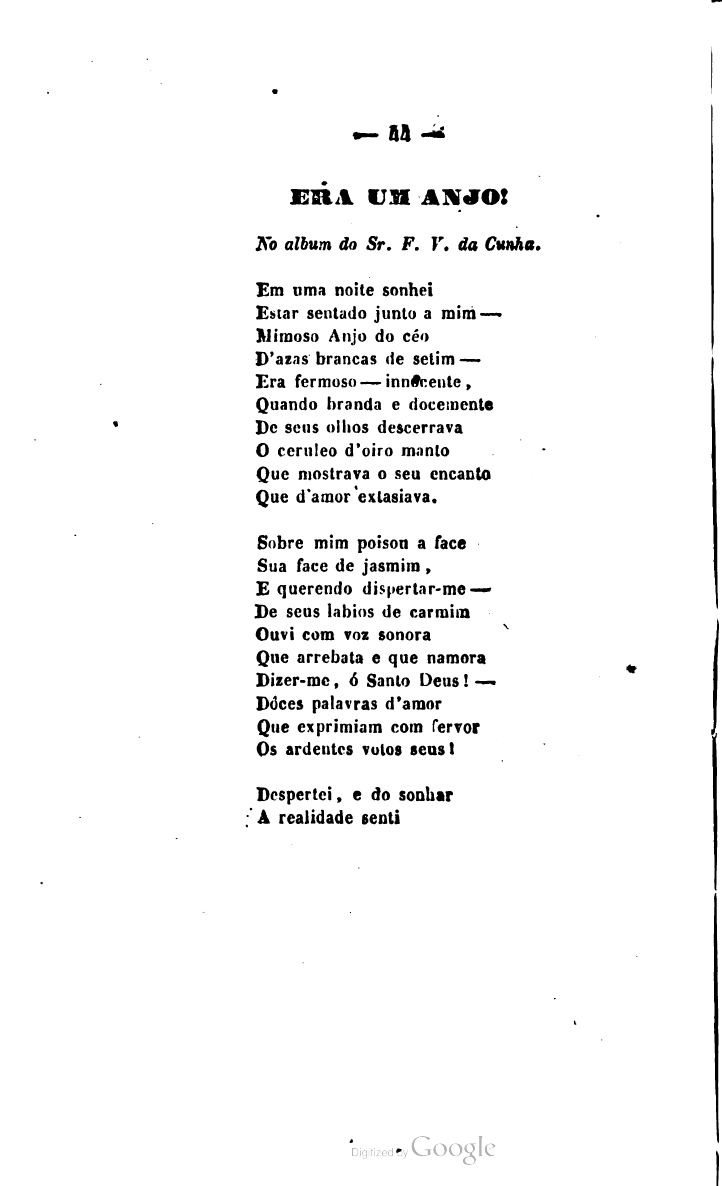 — 44 —
ERA UM ANJO!
No album do Sr. F. V. da Cunha.
Em uma noite sonhei
Estar sentado junto a mim —
Mimoso Anjo do céo
D'azas brancas de setim —
Era fermoso — innocente,
Quando branda e docemente
De seus olhos descerrava
O ceruleo d'oiro manto
Que mostrava o seu encanto
Que d'amor extasiava.
Sobre mim poisou a face
Sua face de jasmim,
E querendo dispertar-me —
De seus labios de carmim
Ouvi com voz sonora
Que arrebata e que namora
Dizer-me, ó Santo Deus! —
Dôces palavras d'amor
Que exprimiam com fervor
Os ardentes votos seus!
Despertei, e do sonhar
A realidade senti
Digitized by Google